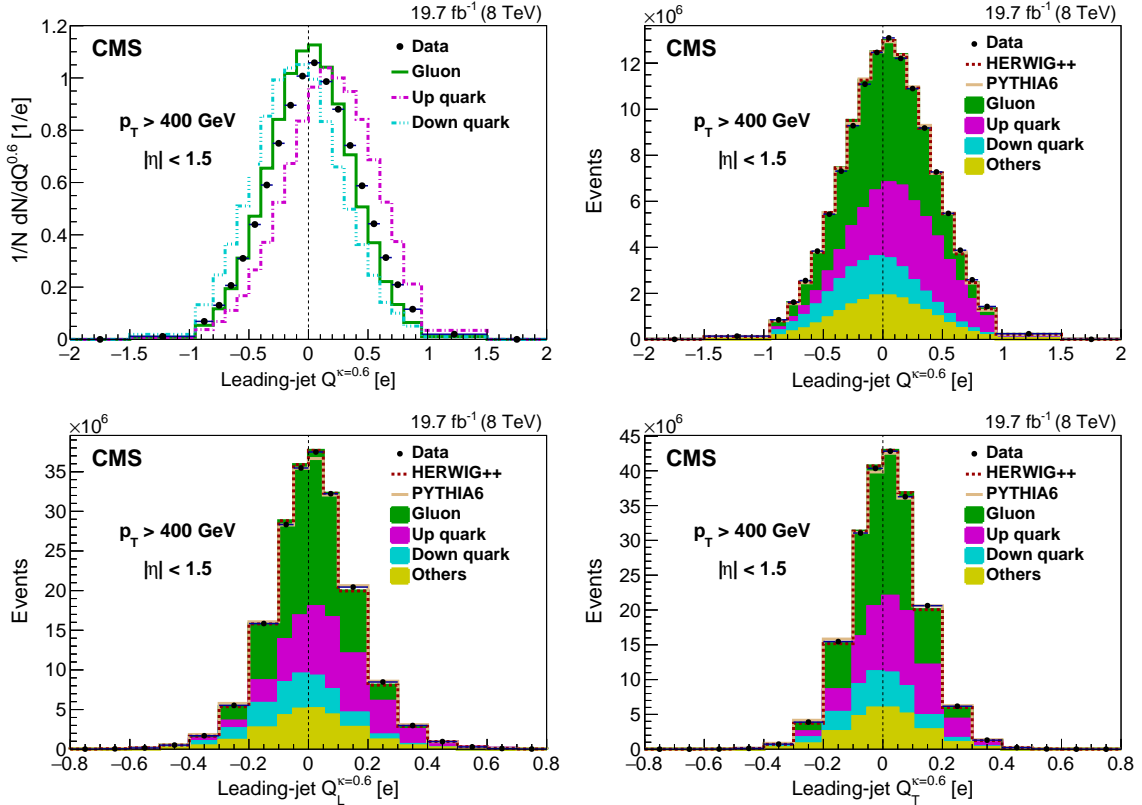 19.7 fb⁻¹ (8 TeV)
CMS
Data
Gluon
Up quark
Down quark
p_T > 400 GeV
|η| < 1.5
1/N dN/dQ^0.6 [1/e]
0 0.2 0.4 0.6 0.8 1 1.2
−2 −1.5 −1 −0.5 0 0.5 1 1.5 2
Leading-jet Q^κ=0.6 [e]
×10⁶
19.7 fb⁻¹ (8 TeV)
CMS
Data
HERWIG++
PYTHIA6
Gluon
Up quark
Down quark
Others
p_T > 400 GeV
|η| < 1.5
Events
0 2 4 6 8 10 12
−2 −1.5 −1 −0.5 0 0.5 1 1.5 2
Leading-jet Q^κ=0.6 [e]
×10⁶
19.7 fb⁻¹ (8 TeV)
CMS
Data
HERWIG++
PYTHIA6
Gluon
Up quark
Down quark
Others
p_T > 400 GeV
|η| < 1.5
Events
0 5 10 15 20 25 30 35
−0.8 −0.6 −0.4 −0.2 0 0.2 0.4 0.6 0.8
Leading-jet Q_L^κ=0.6 [e]
×10⁶
19.7 fb⁻¹ (8 TeV)
CMS
Data
HERWIG++
PYTHIA6
Gluon
Up quark
Down quark
Others
p_T > 400 GeV
|η| < 1.5
Events
0 5 10 15 20 25 30 35 40 45
−0.8 −0.6 −0.4 −0.2 0 0.2 0.4 0.6 0.8
Leading-jet Q_T^κ=0.6 [e]